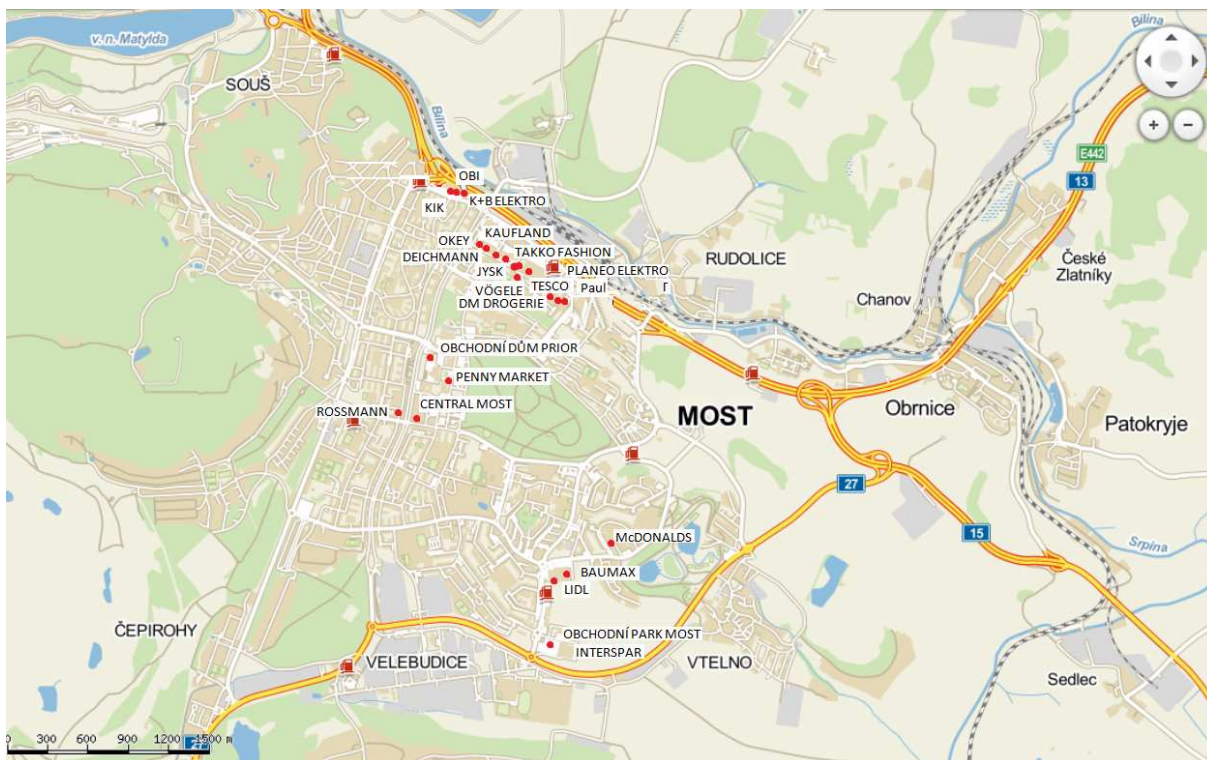 v. n. Matylda
Bílina
SOUŠ
Bílina
+
−
E442
13
OBI
KIK
K+B ELEKTRO
KAUFLAND
OKEY
DEICHMANN
TAKKO FASHION
JYSK
PLANEO ELEKTRO
VÖGELE
TESCO
Paul
DM DROGERIE
RUDOLICE
České
Zlatníky
Chanov
OBCHODNÍ DŮM PRIOR
PENNY MARKET
ROSSMANN
CENTRAL MOST
MOST
Obrnice
Patokryje
27
15
Srpina
McDONALDS
BAUMAX
LIDL
ČEPIROHY
OBCHODNÍ PARK MOST
INTERSPAR
VELEBUDICE
VTELNO
Sedlec
0 300 600 900 1200 1500 m
27